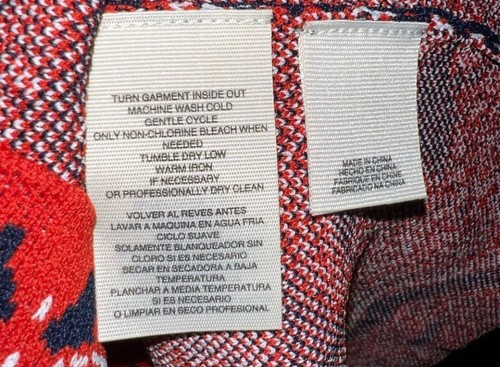 TURN GARMENT INSIDE OUT
MACHINE WASH COLD
GENTLE CYCLE
ONLY NON-CHLORINE BLEACH WHEN
NEEDED
TUMBLE DRY LOW
WARM IRON
IF NECESSARY
OR PROFESSIONALLY DRY CLEAN
VOLVER AL REVES ANTES
LAVAR A MAQUINA EN AGUA FRIA
CICLO SUAVE
SOLAMENTE BLANQUEADOR SIN
CLORO SI ES NECESARIO
SECAR EN SECADORA A BAJA
TEMPERATURA
PLANCHAR A MEDIA TEMPERATURA
SI ES NECESARIO
O LIMPIAR EN SECO PROFESIONAL
MADE IN CHINA
HECHO EN CHINA
FABRIQUÉ EN CHINE
FABRICADO NA CHINA